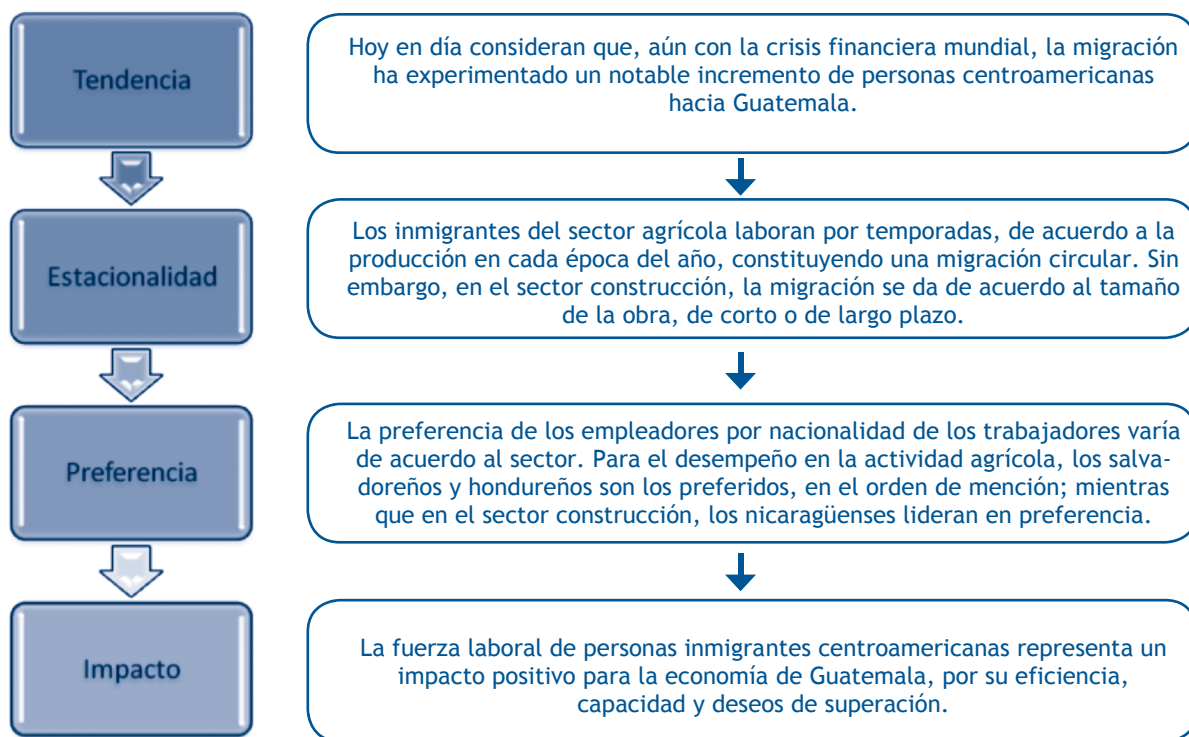 Tendencia
Hoy en día consideran que, aún con la crisis financiera mundial, la migración
ha experimentado un notable incremento de personas centroamericanas
hacia Guatemala.
Estacionalidad
Los inmigrantes del sector agrícola laboran por temporadas, de acuerdo a la
producción en cada época del año, constituyendo una migración circular. Sin
embargo, en el sector construcción, la migración se da de acuerdo al tamaño
de la obra, de corto o de largo plazo.
Preferencia
La preferencia de los empleadores por nacionalidad de los trabajadores varía
de acuerdo al sector. Para el desempeño en la actividad agrícola, los salva-
doreños y hondureños son los preferidos, en el orden de mención; mientras
que en el sector construcción, los nicaragüenses lideran en preferencia.
Impacto
La fuerza laboral de personas inmigrantes centroamericanas representa un
impacto positivo para la economía de Guatemala, por su eficiencia,
capacidad y deseos de superación.